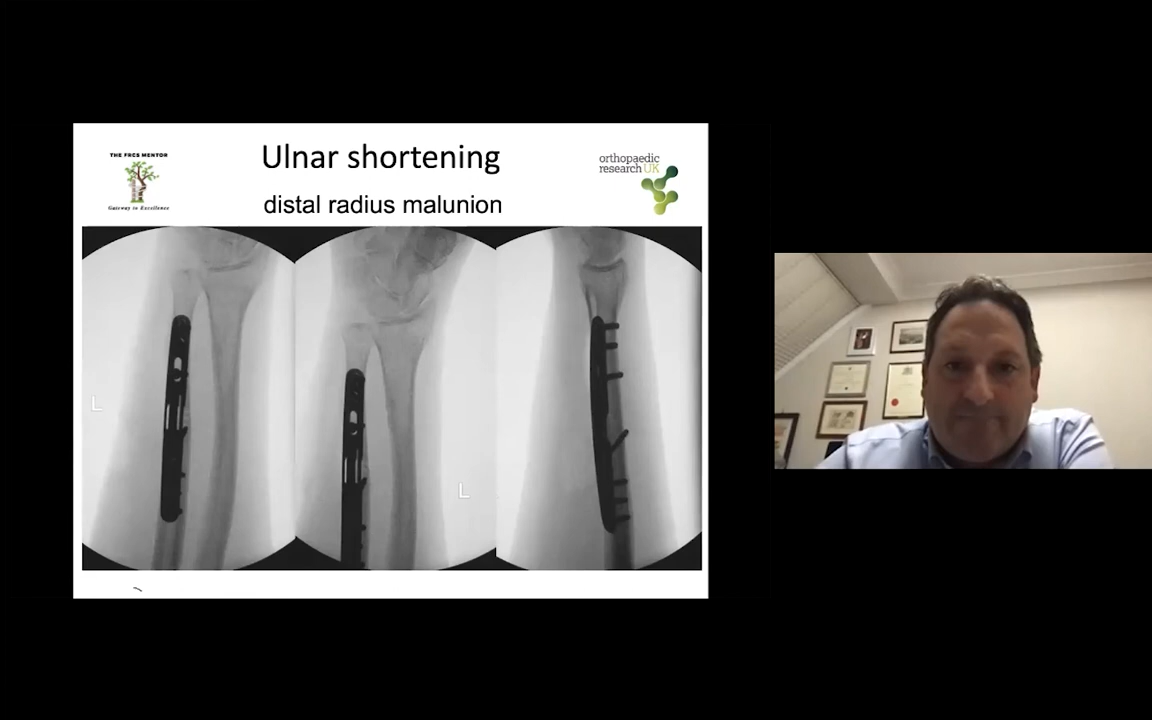 THE FRCS MENTOR
Gateway to Excellence
Ulnar shortening
distal radius malunion
orthopaedic
research UK
L
L